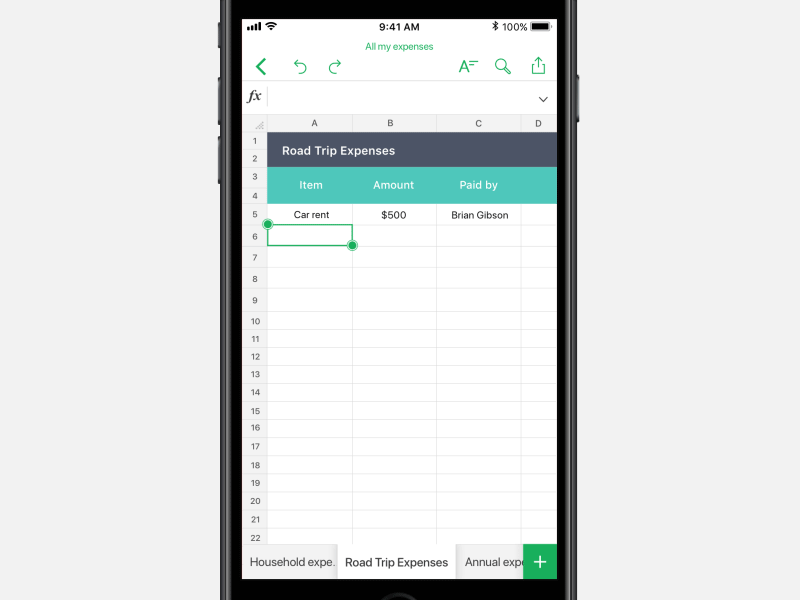 9:41 AM 100%
All my expenses
fx
A B C D
1 Road Trip Expenses
2
3 Item Amount Paid by
4
5 Car rent $500 Brian Gibson
6
7
8
9
10
11
12
13
14
15
16
17
18
19
20
21
22
Household expe. Road Trip Expenses Annual expe